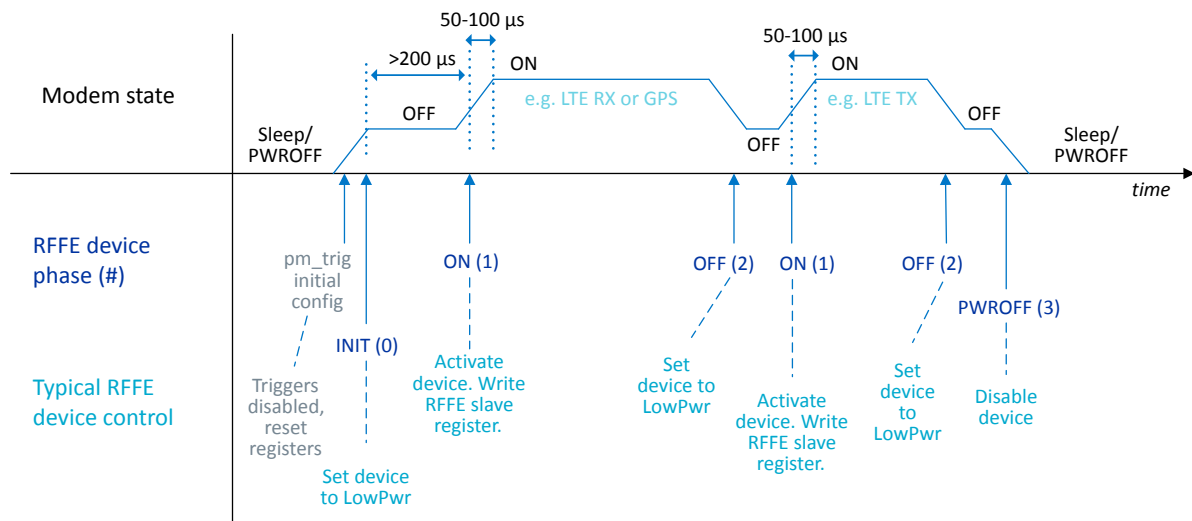 50-100 µs
50-100 µs
>200 µs
ON
ON
Modem state
e.g. LTE RX or GPS
e.g. LTE TX
OFF
OFF
Sleep/
PWROFF
OFF
Sleep/
PWROFF
time
RFFE device
phase (#)
pm_trig
initial
config
ON (1)
OFF (2)
ON (1)
OFF (2)
PWROFF (3)
INIT (0)
Typical RFFE
device control
Triggers
disabled,
reset
registers
Set device
to LowPwr
Activate
device. Write
RFFE slave
register.
Set
device to
LowPwr
Activate
device. Write
RFFE slave
register.
Set
device
to
LowPwr
Disable
device